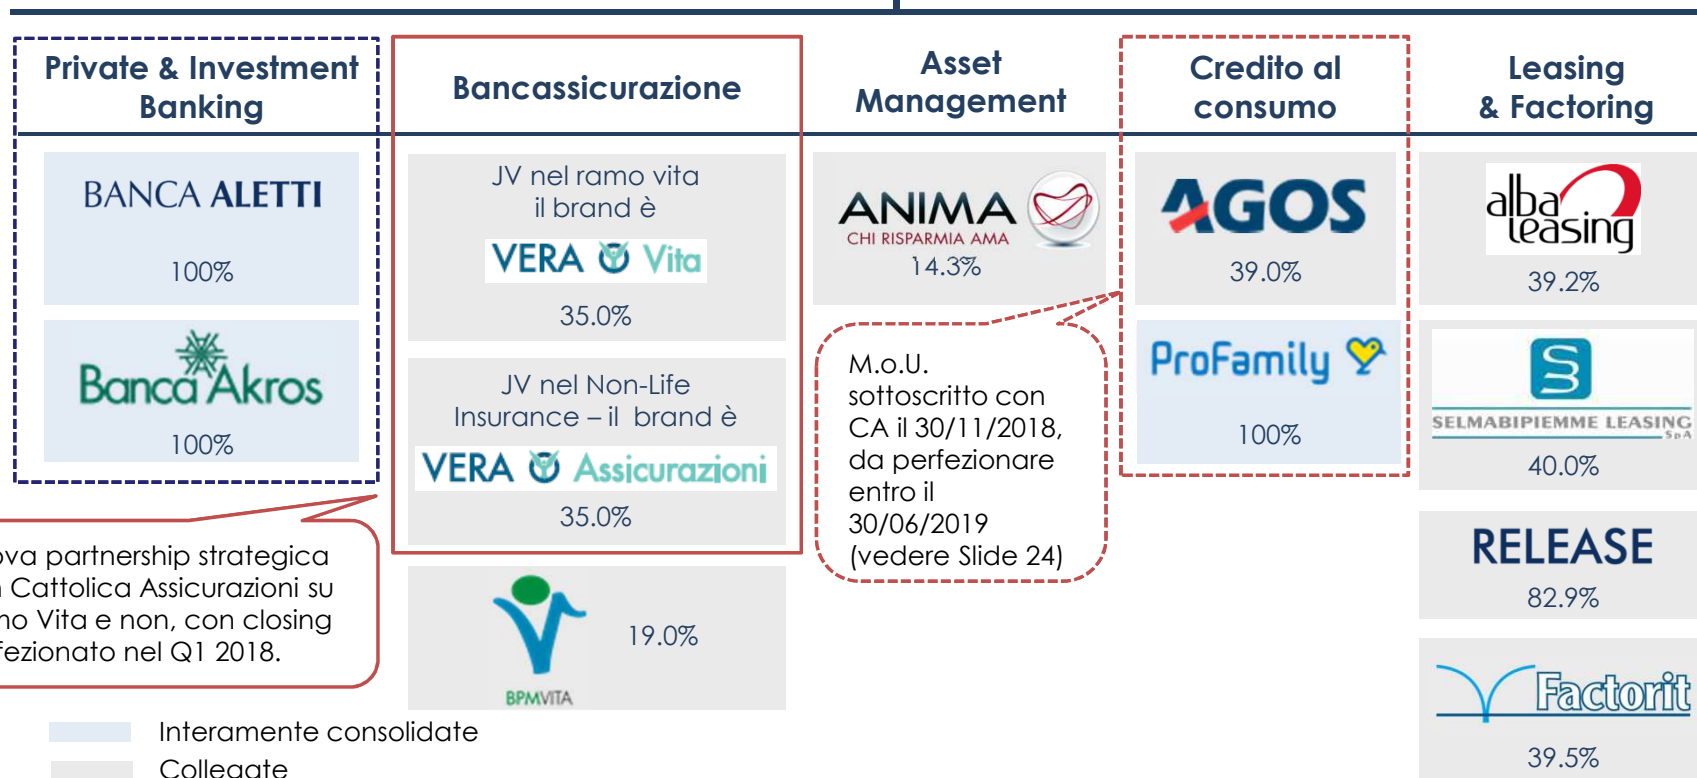 Private & Investment
Banking
BANCA ALETTI
100%
Banca Akros
100%
Bancassicurazione
JV nel ramo vita
il brand è
VERA Vita
35.0%
JV nel Non-Life
Insurance – il brand è
VERA Assicurazioni
35.0%
BPMVITA
19.0%
partnership strategica
Cattolica Assicurazioni su
Vita e non, con closing
nel Q1 2018.
Asset
Management
ANIMA
CHI RISPARMIA AMA
14.3%
Credito al
consumo
AGOS
39.0%
ProFamily
100%
M.o.U.
sottoscritto con
CA il 30/11/2018,
da perfezionare
entro il
30/06/2019
(vedere Slide 24)
Leasing
& Factoring
alba
leasing
39.2%
SELMABIPIEMME LEASING
SpA
40.0%
RELEASE
82.9%
Factorit
39.5%
Interamente consolidate
Collegate